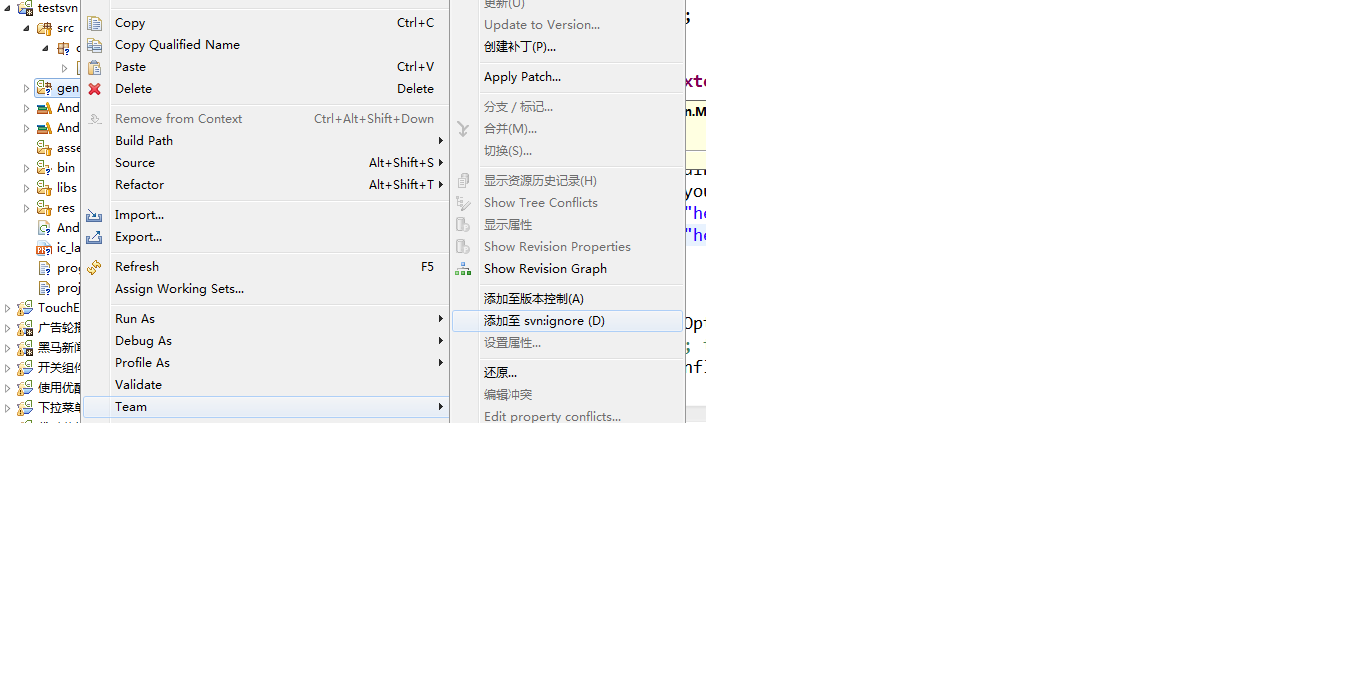 testsvn
src
gen
And
And
asse
bin
libs
res
And
ic_la
prog
proj
TouchE
广告轮播
黑马新闻
开关组件
下拉菜单
Copy Ctrl+C
Copy Qualified Name
Paste Ctrl+V
Delete Delete
Remove from Context Ctrl+Alt+Shift+Down
Build Path
Source Alt+Shift+S
Refactor Alt+Shift+T
Import...
Export...
Refresh F5
Assign Working Sets...
Run As
Debug As
Profile As
Validate
Team
更新(U)
Update to Version...
创建补丁(P)...
Apply Patch...
分支 / 标记...
合并(M)...
切换(S)...
显示资源历史记录(H)
Show Tree Conflicts
显示属性
Show Revision Properties
Show Revision Graph
添加至版本控制(A)
添加至 svn:ignore (D)
设置属性...
还原...
编辑冲突
Edit property conflicts...
;
xte
n.M
you
"he
"he
Opt
;
nfl